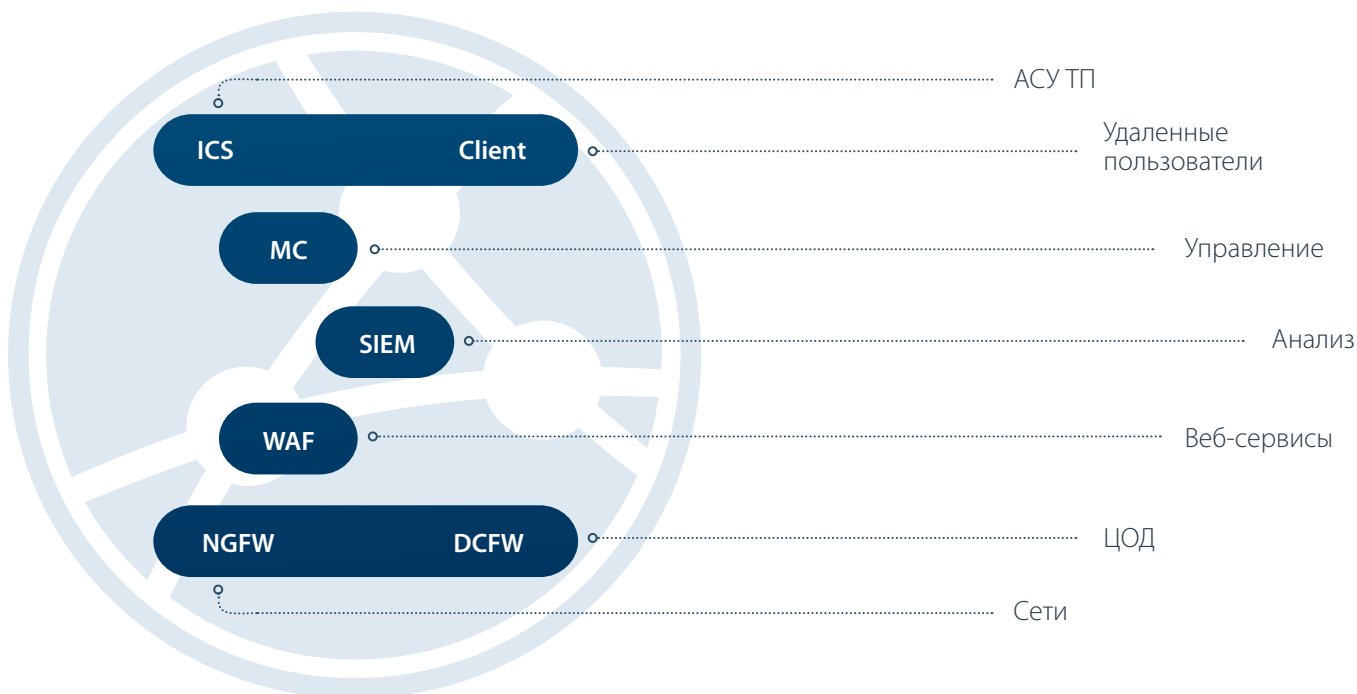 АСУ ТП
ICS
Client
Удаленные
пользователи
MC
Управление
SIEM
Анализ
WAF
Веб-сервисы
NGFW
DCFW
ЦОД
Сети